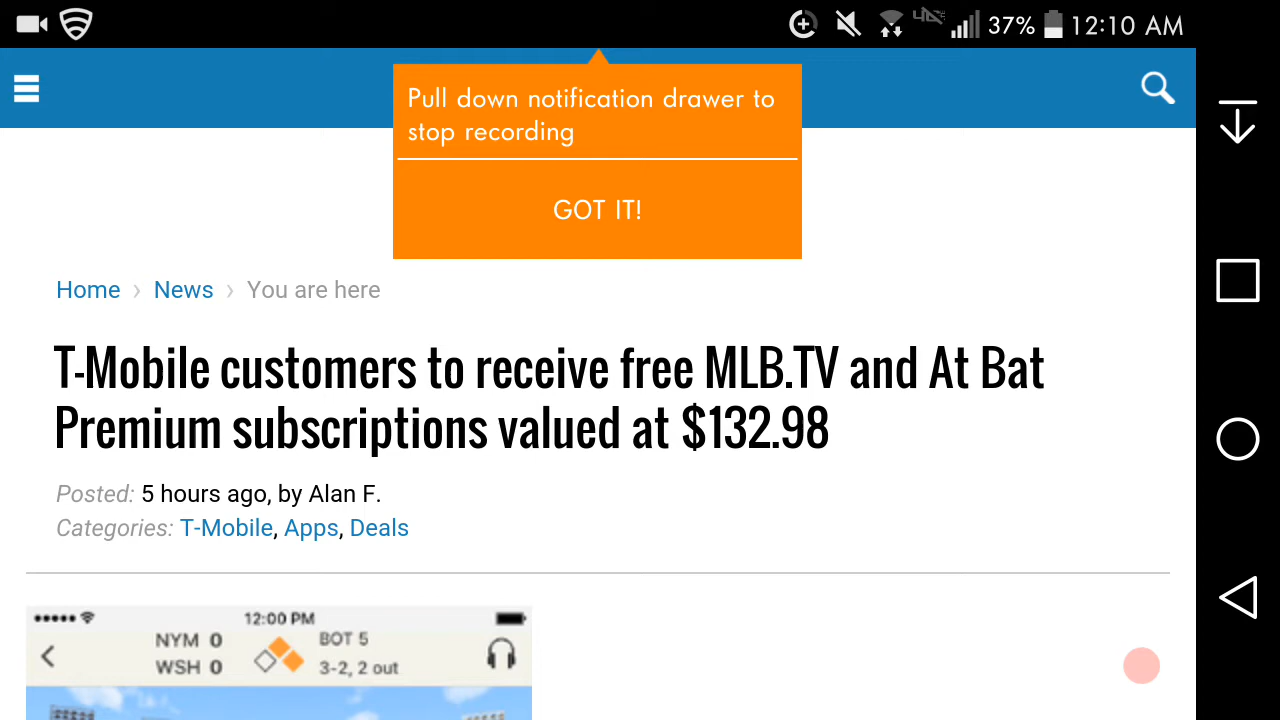 37% 12:10 AM
Pull down notification drawer to
stop recording
GOT IT!
Home › News › You are here
T-Mobile customers to receive free MLB.TV and At Bat
Premium subscriptions valued at $132.98
Posted: 5 hours ago, by Alan F.
Categories: T-Mobile, Apps, Deals
12:00 PM
NYM 0
WSH 0
BOT 5
3-2, 2 out